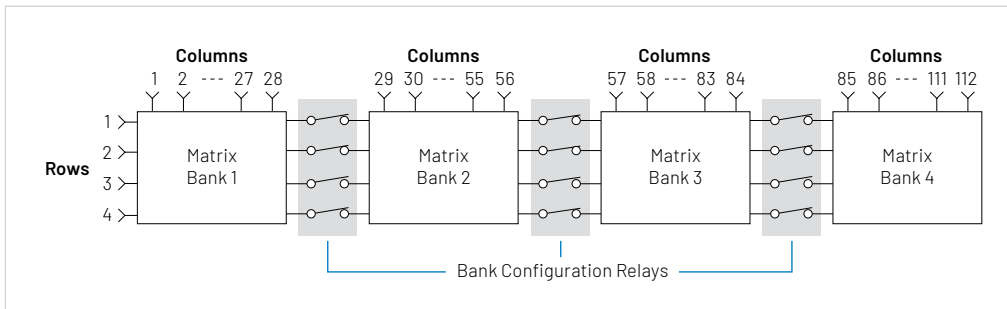 Columns Columns Columns Columns
1 2 --- 27 28 29 30 --- 55 56 57 58 --- 83 84 85 86 --- 111 112
1
2
Rows
3
4
Matrix
Bank 1
Matrix
Bank 2
Matrix
Bank 3
Matrix
Bank 4
Bank Configuration Relays